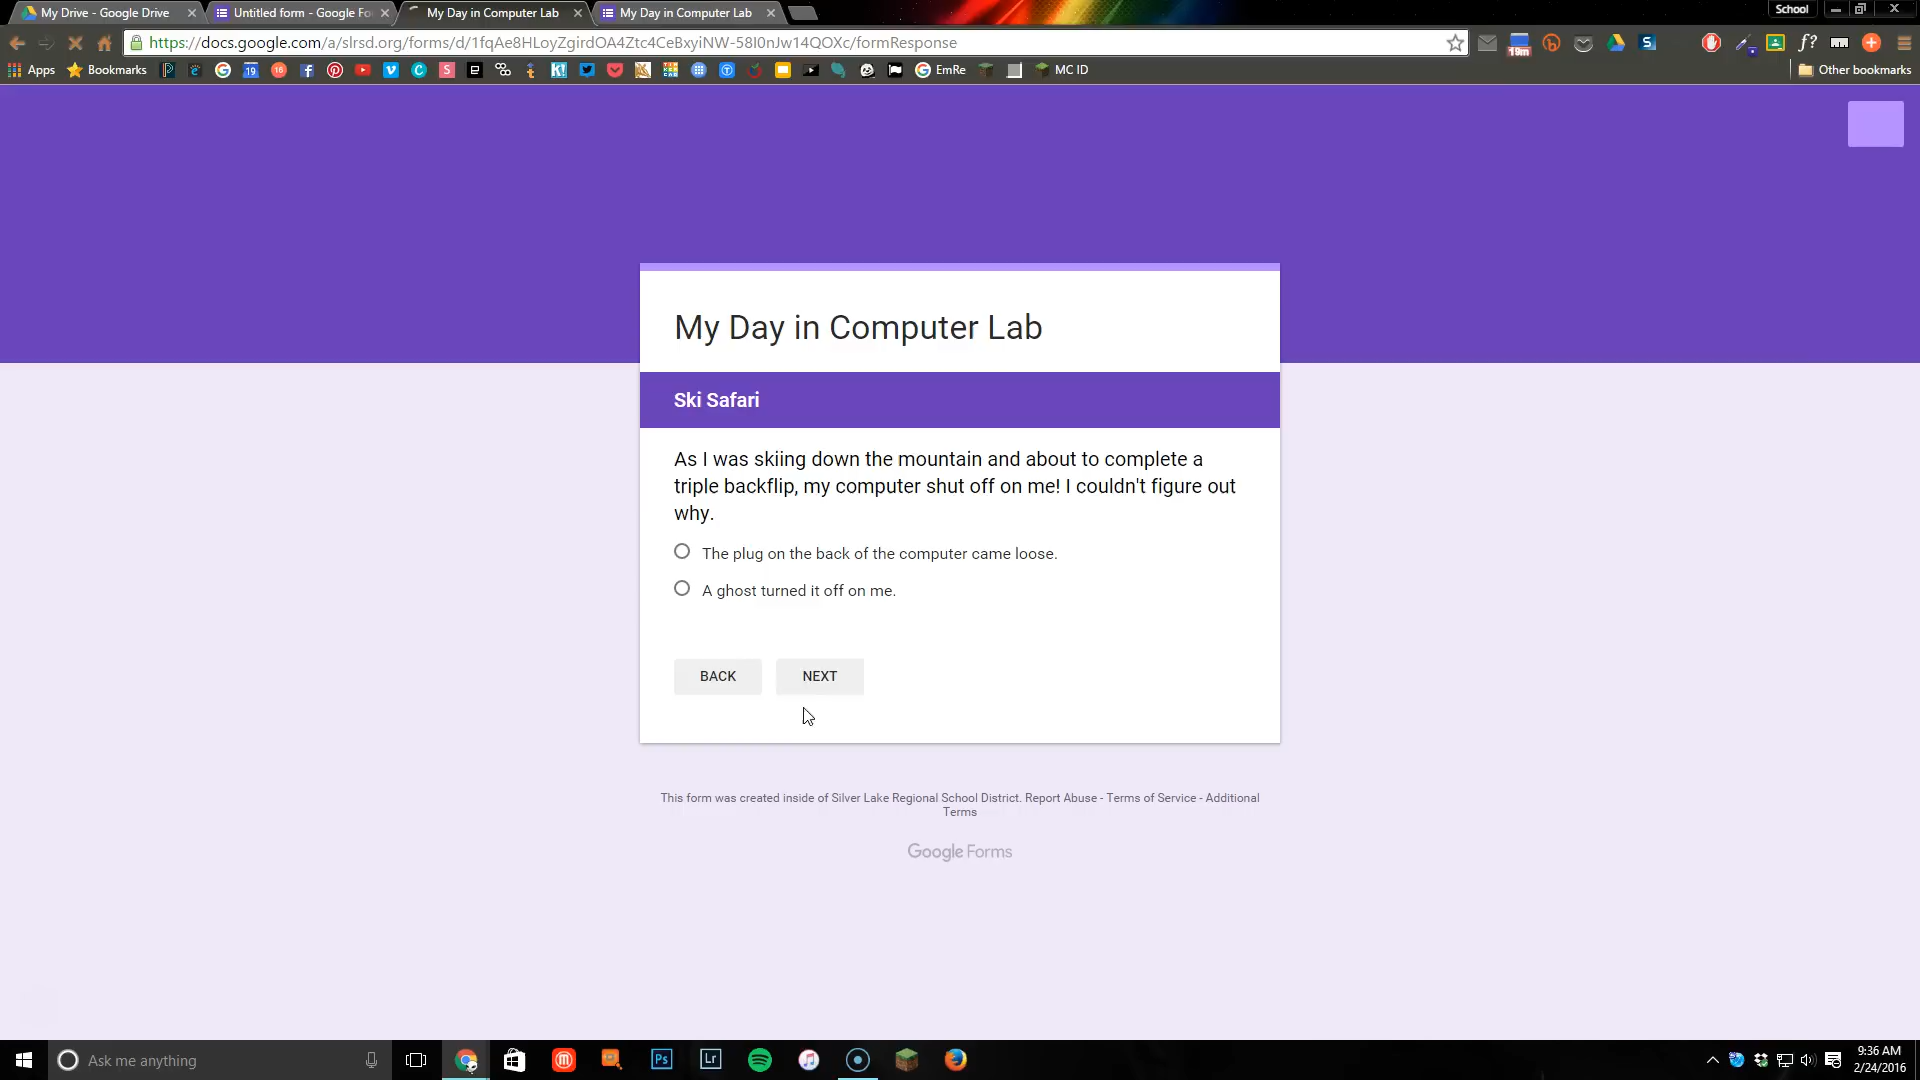 My Drive - Google Drive
Untitled form - Google Fo
My Day in Computer Lab
My Day in Computer Lab
School
https://docs.google.com/a/slrsd.org/forms/d/1fqAe8HLoyZgirdOA4Ztc4CeBxyiNW-58I0nJw14QOXc/formResponse
19m
Apps
Bookmarks
EmRe
MC ID
Other bookmarks
My Day in Computer Lab
Ski Safari
As I was skiing down the mountain and about to complete a
triple backflip, my computer shut off on me! I couldn't figure out
why.
The plug on the back of the computer came loose.
A ghost turned it off on me.
BACK
NEXT
This form was created inside of Silver Lake Regional School District. Report Abuse - Terms of Service - Additional
Terms
Google Forms
Ask me anything
Ps
Lr
9:36 AM
2/24/2016